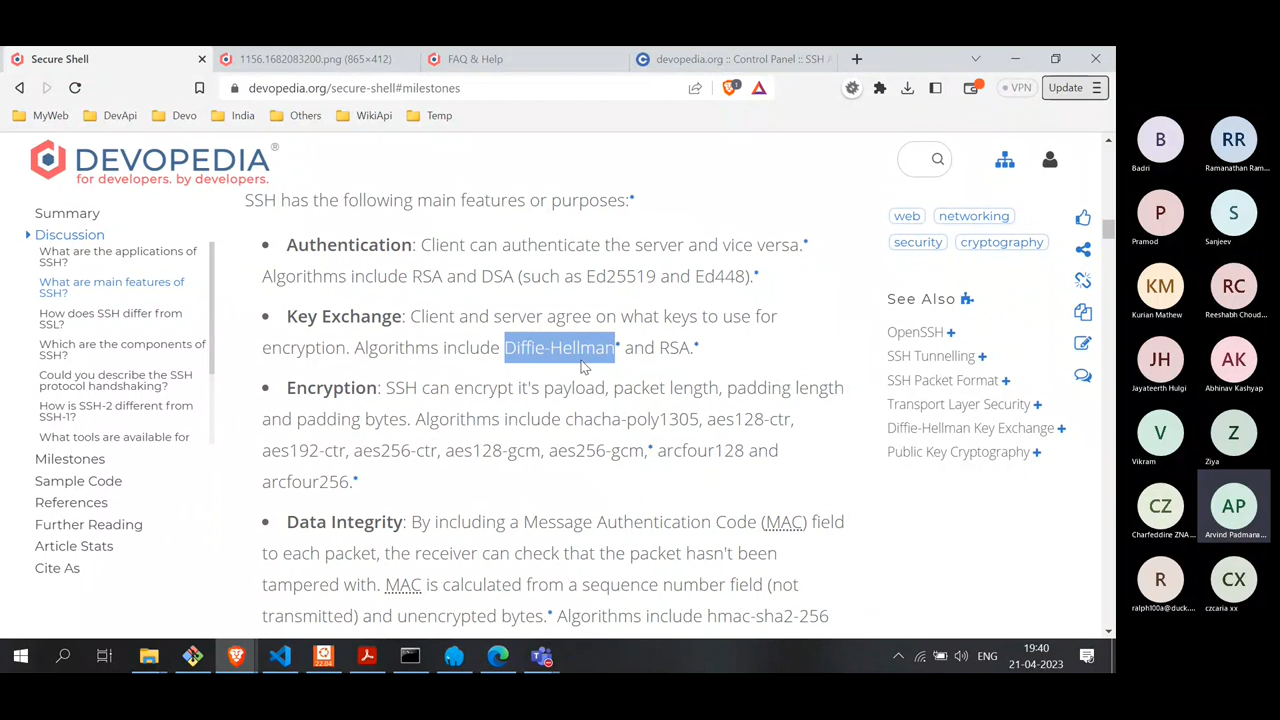 Secure Shell
1156.1682083200.png (865×412)
FAQ & Help
devopedia.org :: Control Panel :: SSH
devopedia.org/secure-shell#milestones
VPN
Update
MyWeb
DevApi
Devo
India
Others
WikiApi
Temp
DEVOPEDIA®
for developers. by developers.
Summary
Discussion
What are the applications of
SSH?
What are main features of
SSH?
How does SSH differ from
SSL?
Which are the components of
SSH?
Could you describe the SSH
protocol handshaking?
How is SSH-2 different from
SSH-1?
What tools are available for
Milestones
Sample Code
References
Further Reading
Article Stats
Cite As
SSH has the following main features or purposes:
• Authentication: Client can authenticate the server and vice versa.
Algorithms include RSA and DSA (such as Ed25519 and Ed448).
• Key Exchange: Client and server agree on what keys to use for
encryption. Algorithms include Diffie-Hellman and RSA.
• Encryption: SSH can encrypt it's payload, packet length, padding length
and padding bytes. Algorithms include chacha-poly1305, aes128-ctr,
aes192-ctr, aes256-ctr, aes128-gcm, aes256-gcm, arcfour128 and
arcfour256.
• Data Integrity: By including a Message Authentication Code (MAC) field
to each packet, the receiver can check that the packet hasn't been
tampered with. MAC is calculated from a sequence number field (not
transmitted) and unencrypted bytes. Algorithms include hmac-sha2-256
web
networking
security
cryptography
See Also
OpenSSH +
SSH Tunnelling +
SSH Packet Format +
Transport Layer Security +
Diffie-Hellman Key Exchange +
Public Key Cryptography +
22.04
ENG
19:40
21-04-2023
B
Badri
RR
Ramanathan Ram...
P
Pramod
S
Sanjeev
KM
Kurian Mathew
RC
Reeshabh Choud...
JH
Jayateerth Hulgi
AK
Abhinav Kashyap
V
Vikram
Z
Ziya
CZ
Charfeddine ZNA...
AP
Arvind Padmana...
R
ralph100a@duck....
CX
czcaria xx